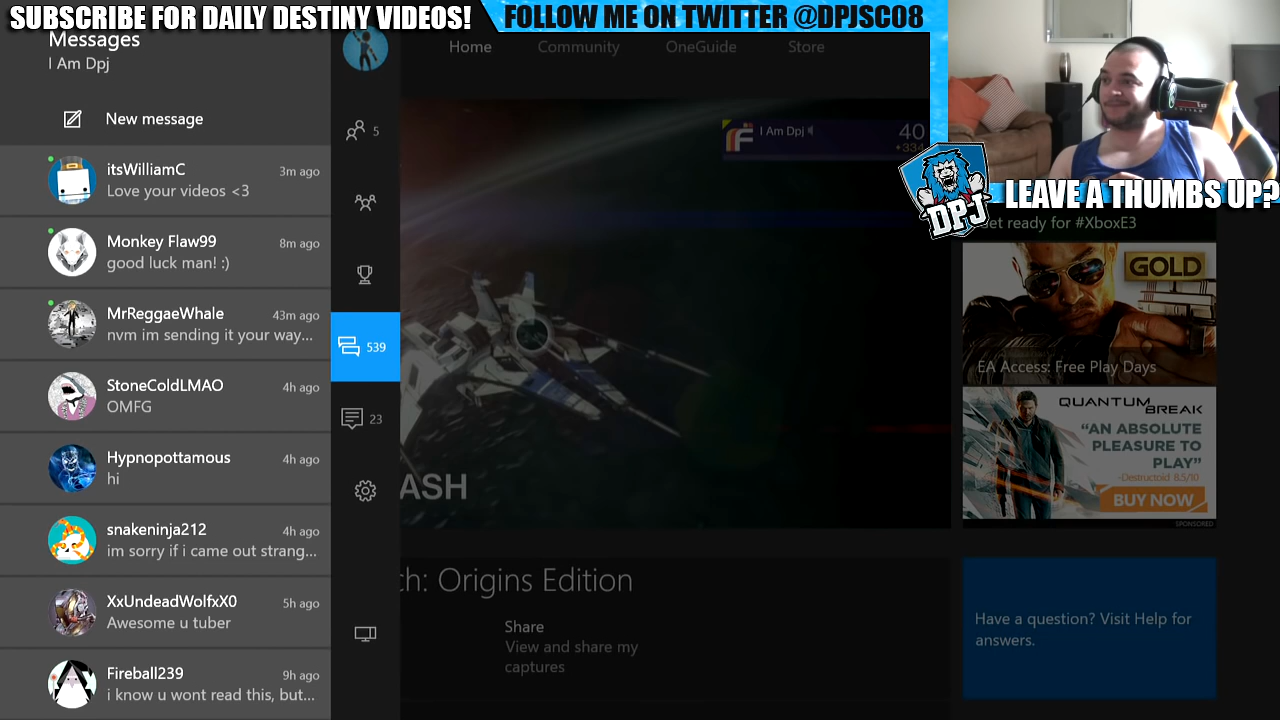 SUBSCRIBE FOR DAILY DESTINY VIDEOS!
FOLLOW ME ON TWITTER @DPJSC08
Messages
I Am Dpj
New message
itsWilliamC
3m ago
Love your videos <3
Monkey Flaw99
8m ago
good luck man! :)
MrReggaeWhale
43m ago
nvm im sending it your way...
StoneColdLMAO
4h ago
OMFG
Hypnopottamous
4h ago
hi
snakeninja212
4h ago
im sorry if i came out strang...
XxUndeadWolfxX0
5h ago
Awesome u tuber
Fireball239
9h ago
i know u wont read this, but...
5
539
23
Home
Community
OneGuide
Store
I Am Dpj
40
+334
ASH
ch: Origins Edition
Share
View and share my
captures
DPJ
LEAVE A THUMBS UP?
Get ready for #XboxE3
GOLD
EA Access: Free Play Days
QUANTUM BREAK
“AN ABSOLUTE
PLEASURE TO
PLAY”
-Destructoid 8.5/10
BUY NOW
SPONSORED
Have a question? Visit Help for
answers.